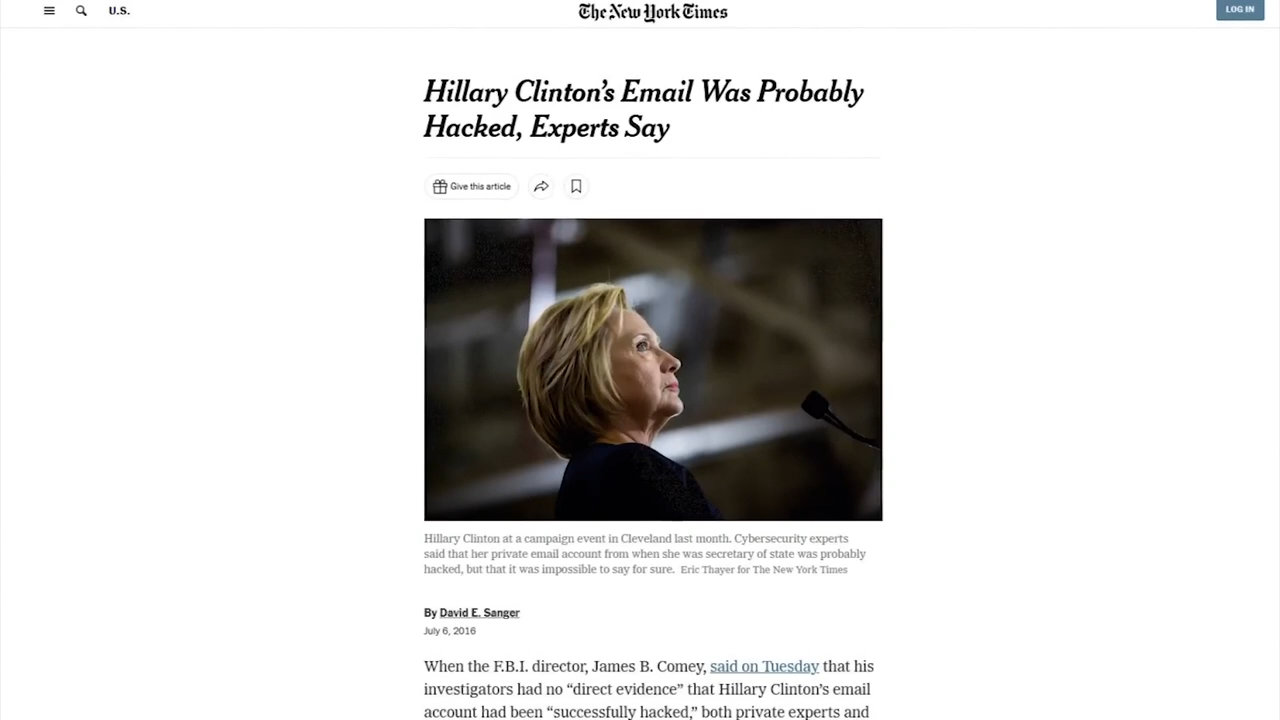 U.S.
The New York Times
LOG IN
Hillary Clinton’s Email Was Probably
Hacked, Experts Say
Give this article
Hillary Clinton at a campaign event in Cleveland last month. Cybersecurity experts
said that her private email account from when she was secretary of state was probably
hacked, but that it was impossible to say for sure. Eric Thayer for The New York Times
By David E. Sanger
July 6, 2016
When the F.B.I. director, James B. Comey, said on Tuesday that his
investigators had no “direct evidence” that Hillary Clinton’s email
account had been “successfully hacked,” both private experts and